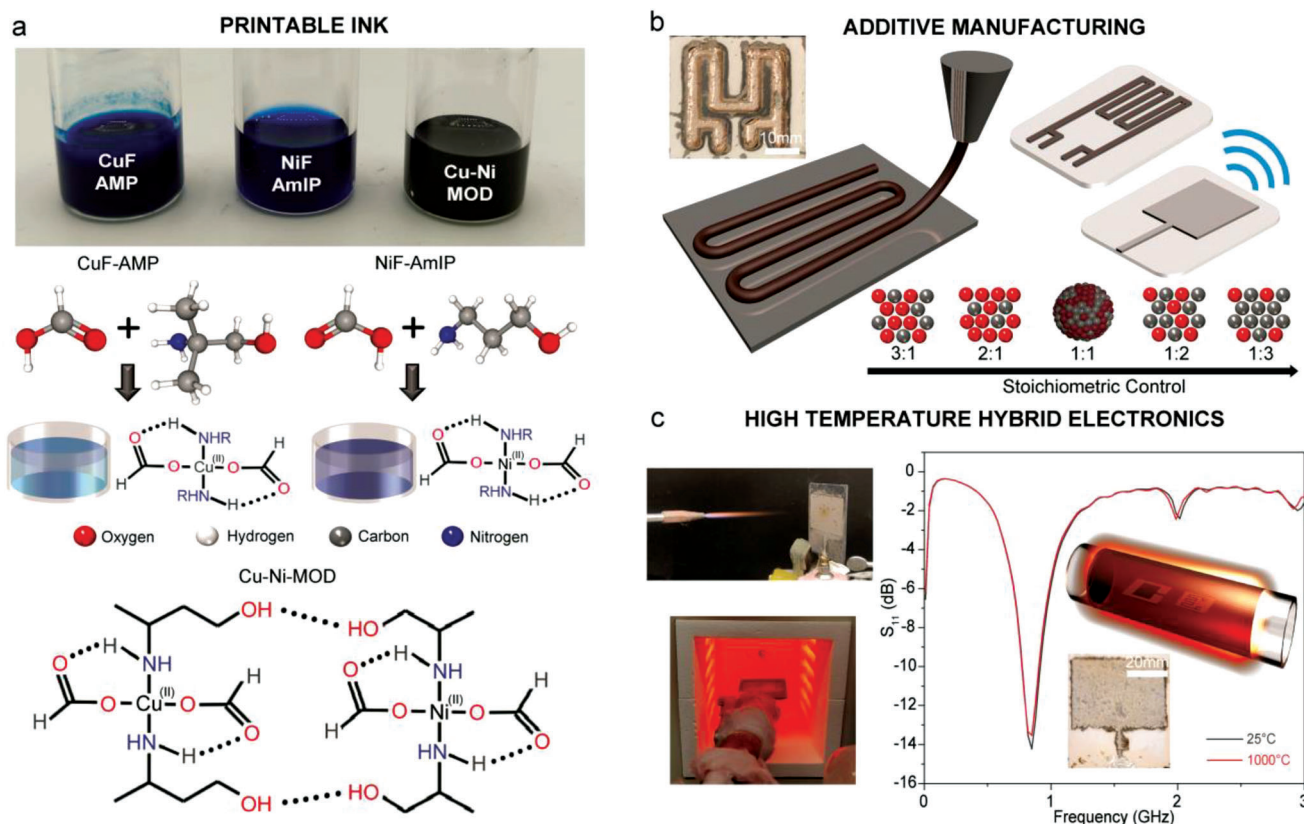 a
PRINTABLE INK
CuF
AMP
NiF
AmIP
Cu-Ni
MOD
CuF-AMP
NiF-AmIP
+
+
H
O
NHR
(II)
H
O
Cu
O
RHN
H
O
H
O
NHR
(II)
H
O
Ni
O
RHN
H
O
Oxygen
Hydrogen
Carbon
Nitrogen
Cu-Ni-MOD
OH
HO
H
O
NH
(II)
H
O
Cu
O
H
HN
H
O
OH
H
O
NH
(II)
H
O
Ni
O
H
HN
H
O
HO
b
ADDITIVE MANUFACTURING
10mm
3:1
2:1
1:1
1:2
1:3
Stoichiometric Control
c
HIGH TEMPERATURE HYBRID ELECTRONICS
0
-2
-4
-6
-8
-10
-12
-14
-16
S11 (dB)
20mm
25°C
1000°C
0
1
2
3
Frequency (GHz)